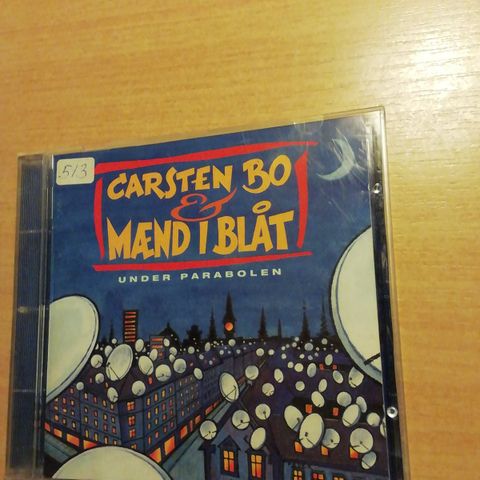 513
CARSTEN BO
&
MÆND I BLÅT
UNDER PARABOLEN